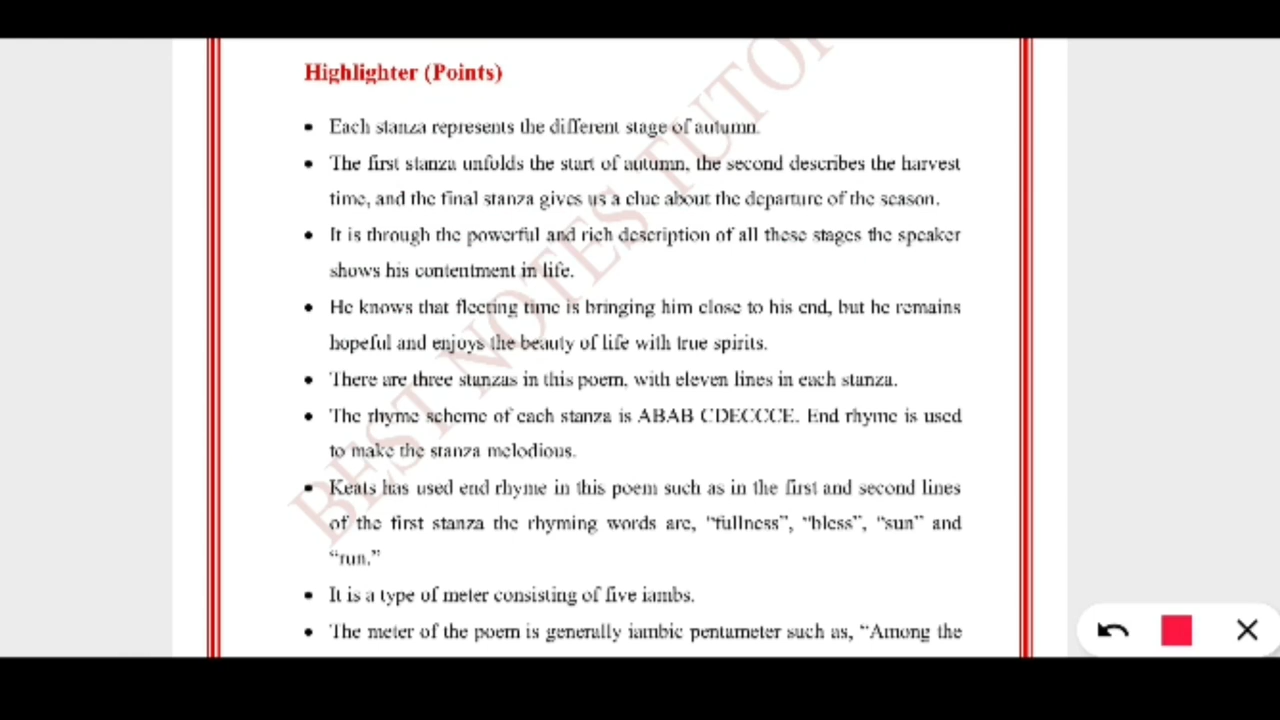 Highlighter (Points)
• Each stanza represents the different stage of autumn.
• The first stanza unfolds the start of autumn, the second describes the harvest
time, and the final stanza gives us a clue about the departure of the season.
• It is through the powerful and rich description of all these stages the speaker
shows his contentment in life.
• He knows that fleeting time is bringing him close to his end, but he remains
hopeful and enjoys the beauty of life with true spirits.
• There are three stanzas in this poem, with eleven lines in each stanza.
• The rhyme scheme of each stanza is ABAB CDECCCE. End rhyme is used
to make the stanza melodious.
• Keats has used end rhyme in this poem such as in the first and second lines
of the first stanza the rhyming words are, “fullness”, “bless”, “sun” and
“run.”
• It is a type of meter consisting of five iambs.
• The meter of the poem is generally iambic pentameter such as, “Among the
BEST NOTES TUTOR